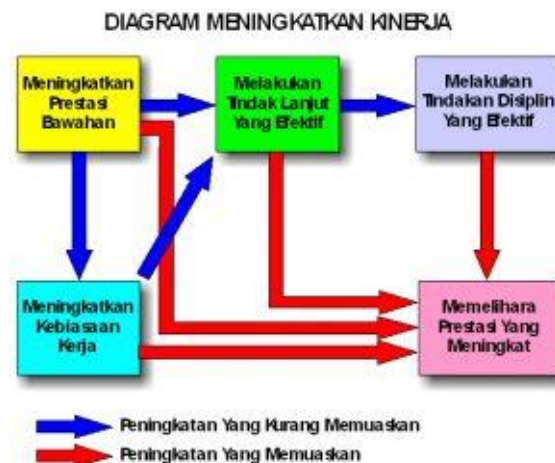 DIAGRAM MENINGKATKAN KINERJA
Meningkatkan
Prestasi
Bawahan
Melakukan
Tindak Lanjut
Yang Efektif
Melakukan
Tindakan Disiplin
Yang Efektif
Meningkatkan
Kebiasaan
Kerja
Memelihara
Prestasi Yang
Meningkat
Peningkatan Yang Kurang Memuaskan
Peningkatan Yang Memuaskan